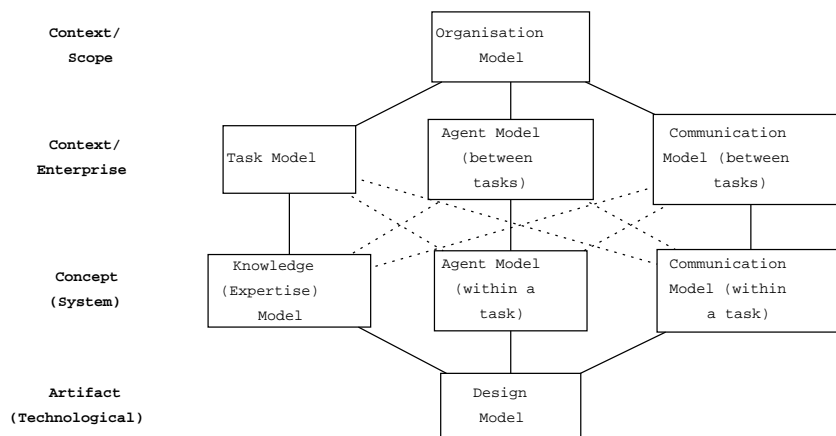 Context/
Scope
Organisation
Model
Context/
Enterprise
Task Model
Agent Model
(between
tasks)
Communication
Model (between
tasks)
Concept
(System)
Knowledge
(Expertise)
Model
Agent Model
(within a
task)
Communication
Model (within
a task)
Artifact
(Technological)
Design
Model